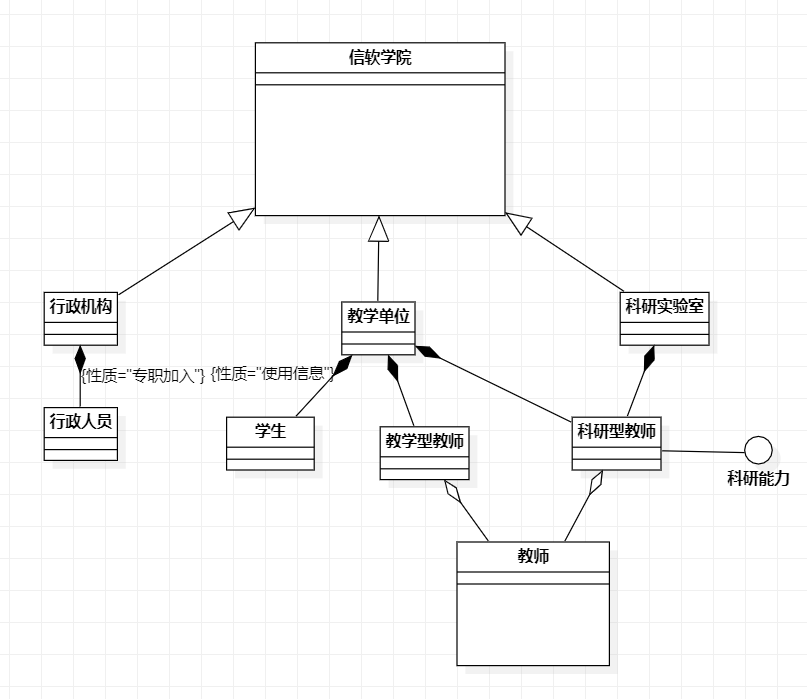 信软学院
行政机构
教学单位
科研实验室
{性质="专职加入"}
{性质="使用信息"}
行政人员
学生
教学型教师
科研型教师
科研能力
教师